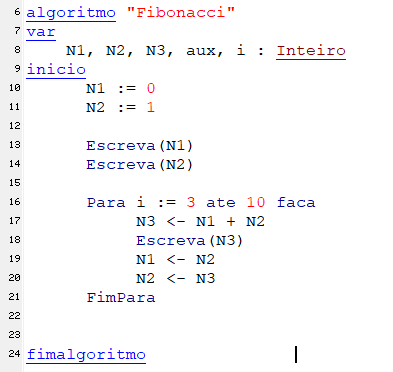 6 algoritmo "Fibonacci"
7 var
8 N1, N2, N3, aux, i : Inteiro
9 inicio
10 N1 := 0
11 N2 := 1
12
13 Escreva(N1)
14 Escreva(N2)
15
16 Para i := 3 ate 10 faca
17 N3 <- N1 + N2
18 Escreva(N3)
19 N1 <- N2
20 N2 <- N3
21 FimPara
22
23
24 fimalgoritmo